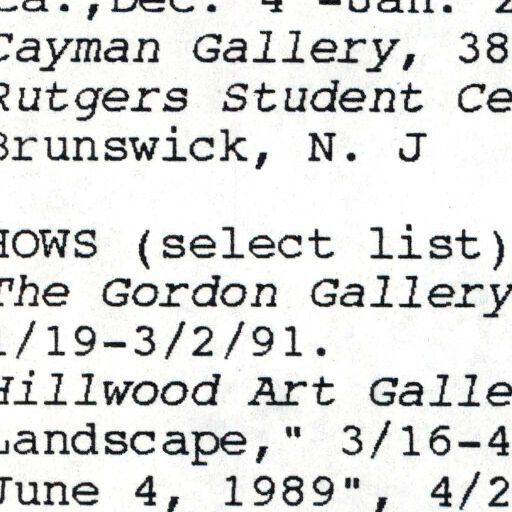 Ca.,Dec. 4 -Jan. 2
Cayman Gallery, 38
Rutgers Student Ce
Brunswick, N. J
HOWS (select list)
The Gordon Gallery
1/19-3/2/91.
Hillwood Art Galle
Landscape," 3/16-4
June 4, 1989", 4/2